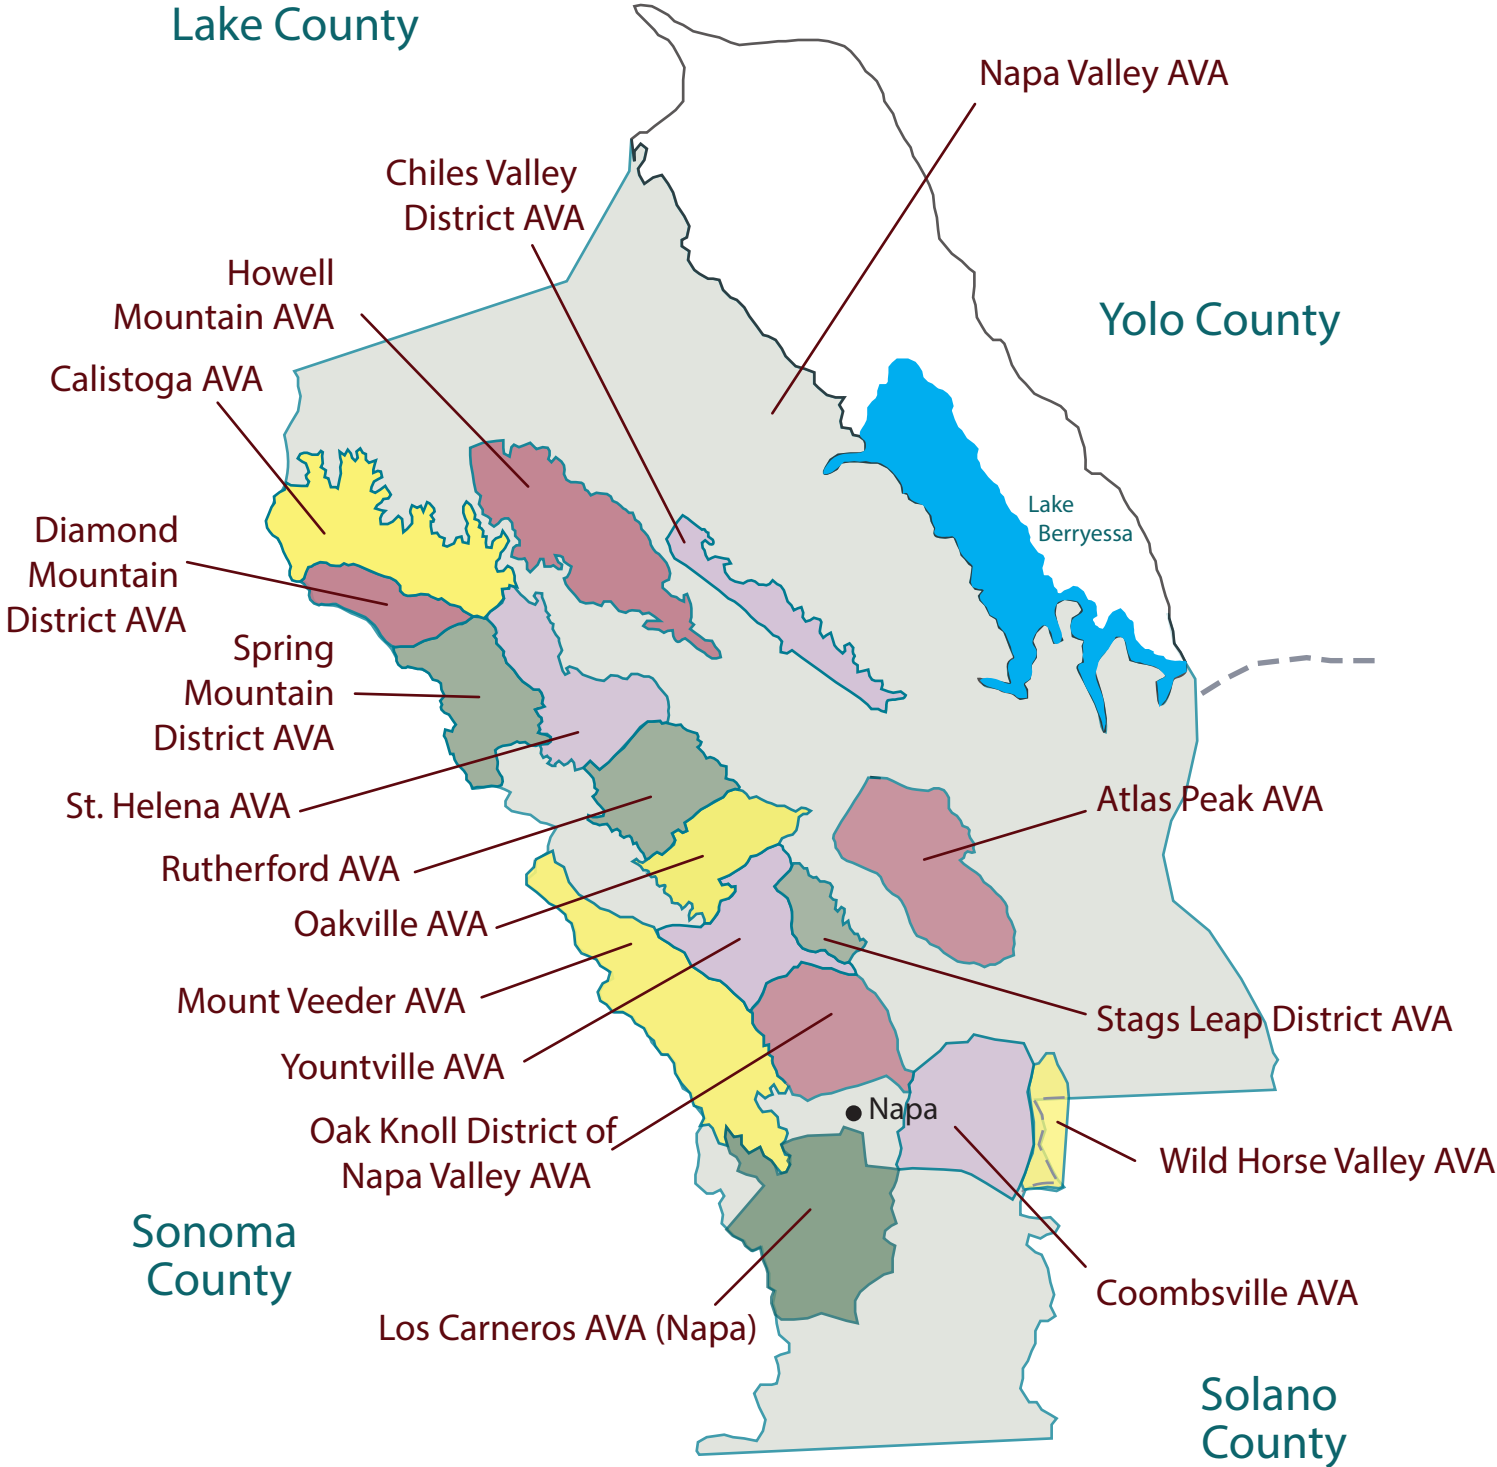 Lake County
Napa Valley AVA
Chiles Valley
District AVA
Howell
Mountain AVA
Yolo County
Calistoga AVA
Lake
Berryessa
Diamond
Mountain
District AVA
Spring
Mountain
District AVA
St. Helena AVA
Atlas Peak AVA
Rutherford AVA
Oakville AVA
Mount Veeder AVA
Stags Leap District AVA
Yountville AVA
Napa
Oak Knoll District of
Napa Valley AVA
Wild Horse Valley AVA
Sonoma
County
Coombsville AVA
Los Carneros AVA (Napa)
Solano
County